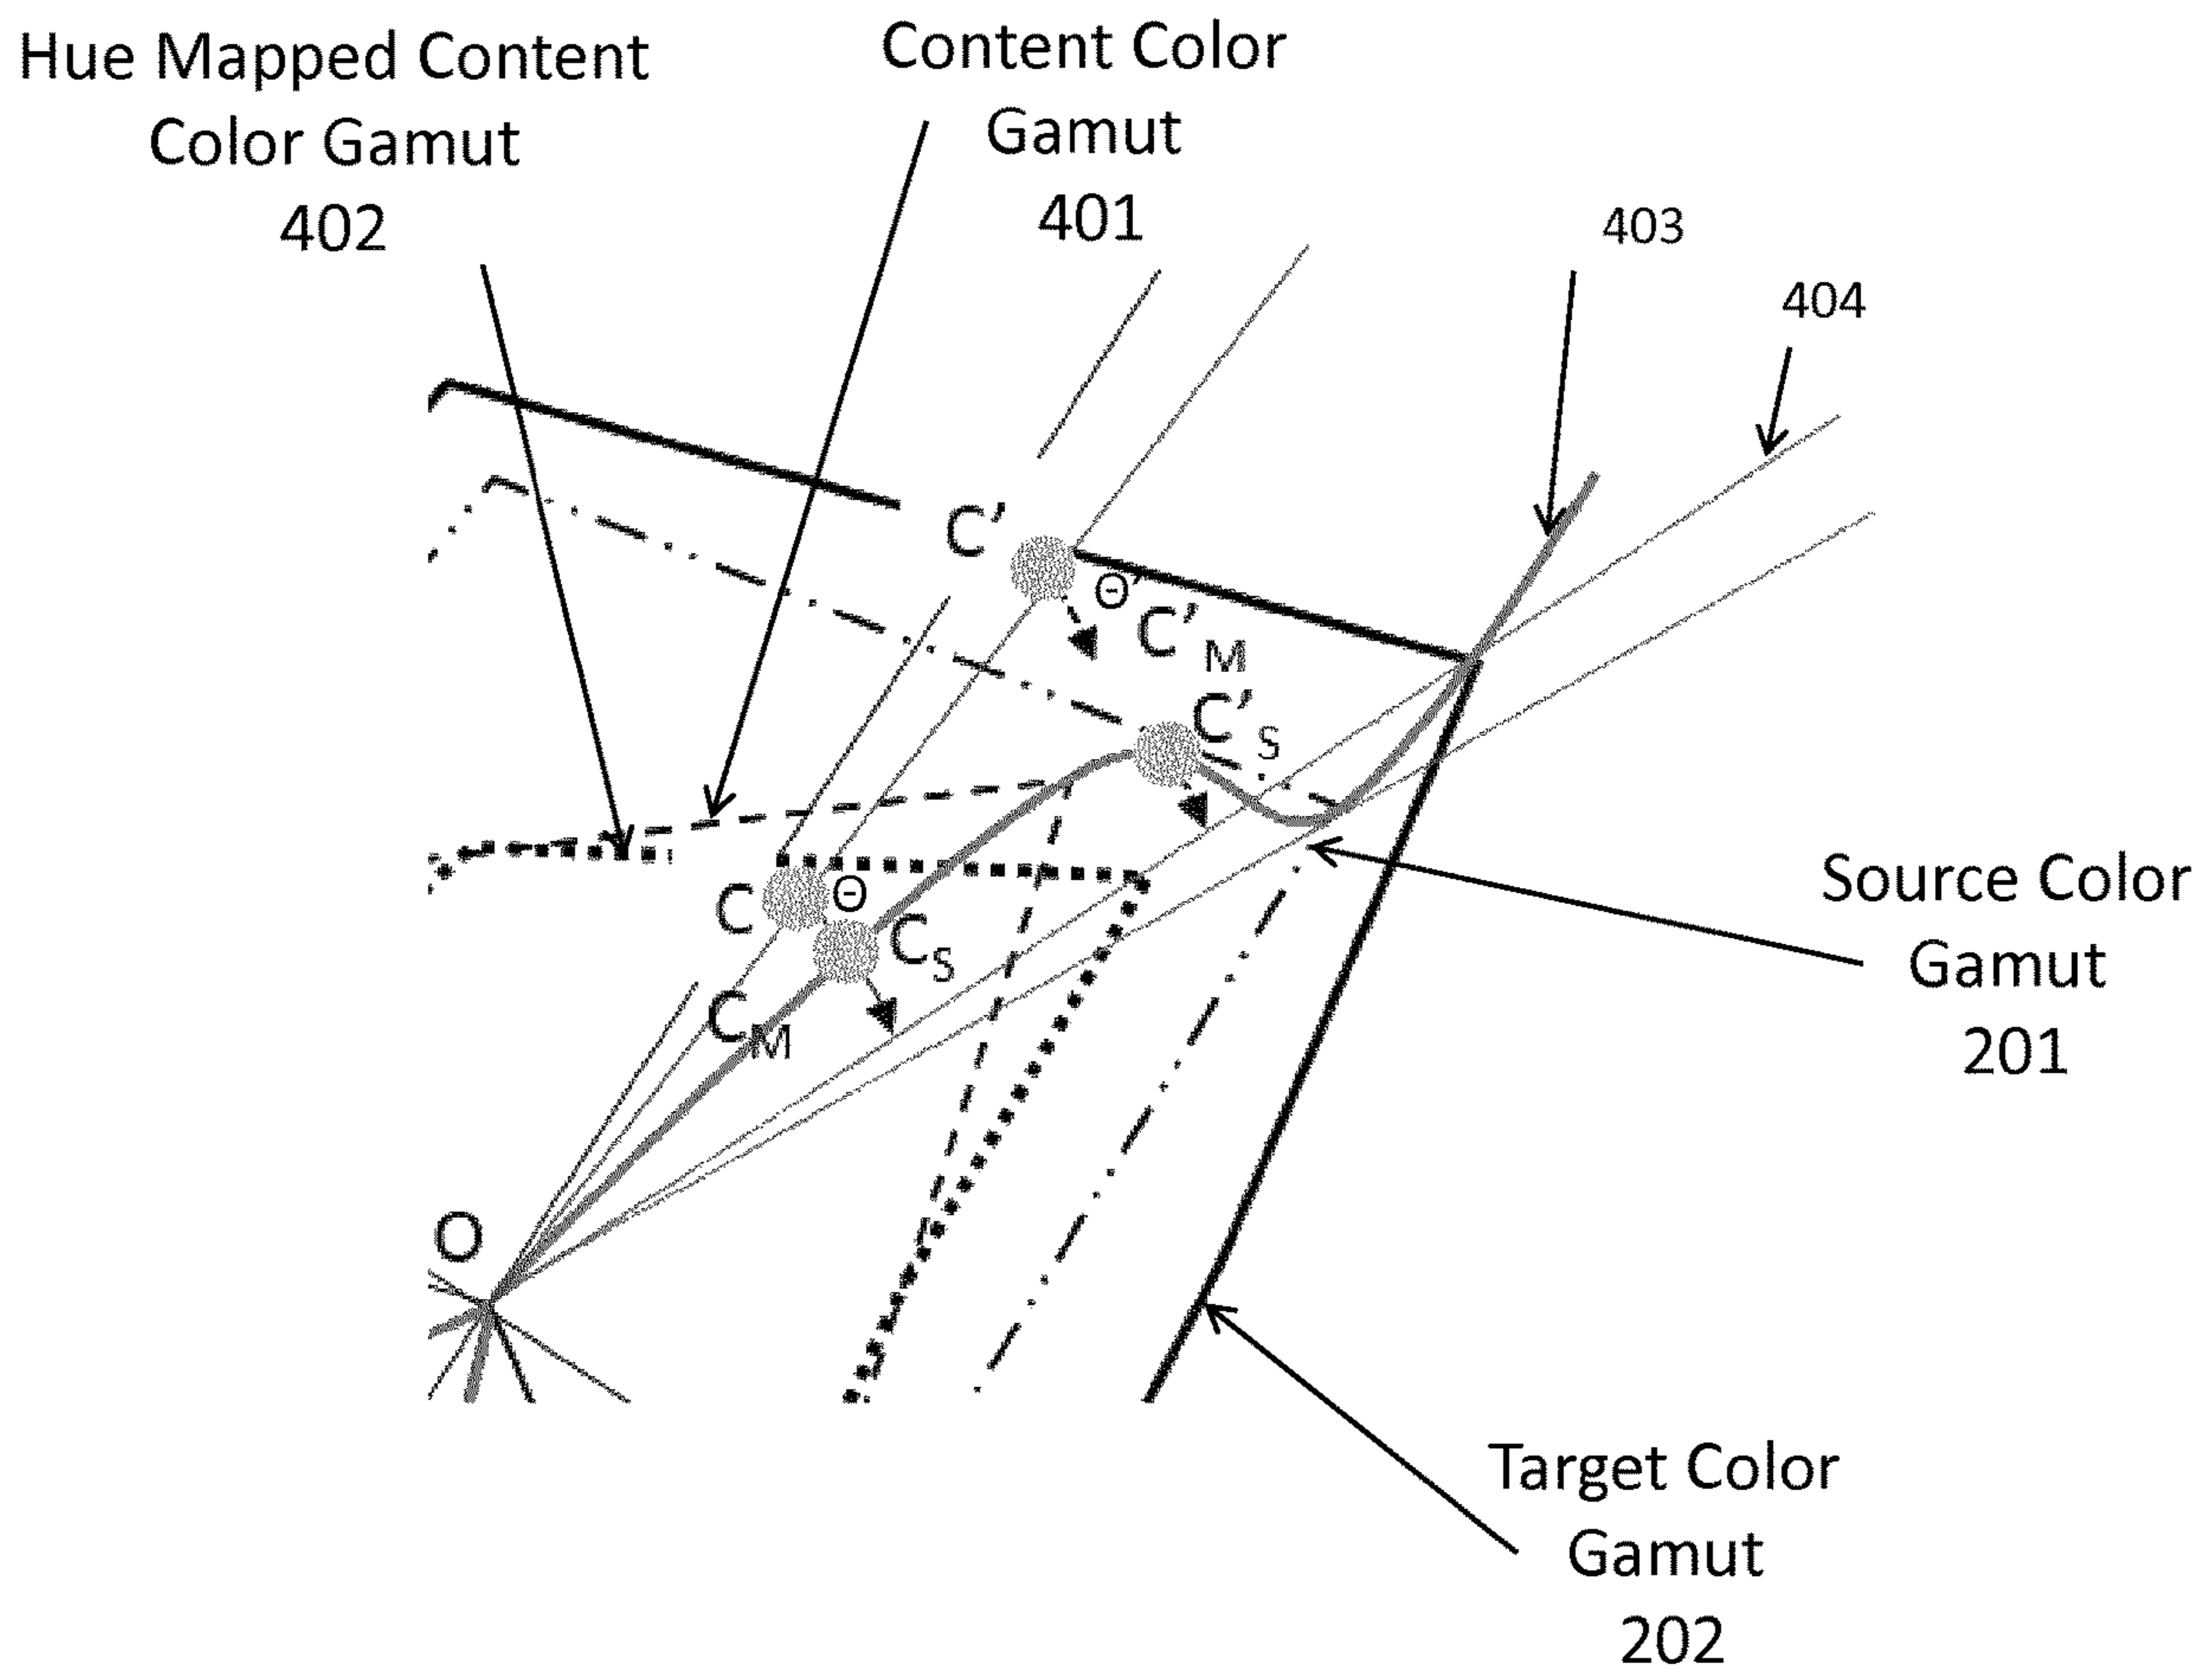 Hue Mapped Content
Color Gamut
402
Content Color
Gamut
401
403
404
C’
Θ’
C’M
C’S
C
Θ
CS
CM
O
Source Color
Gamut
201
Target Color
Gamut
202